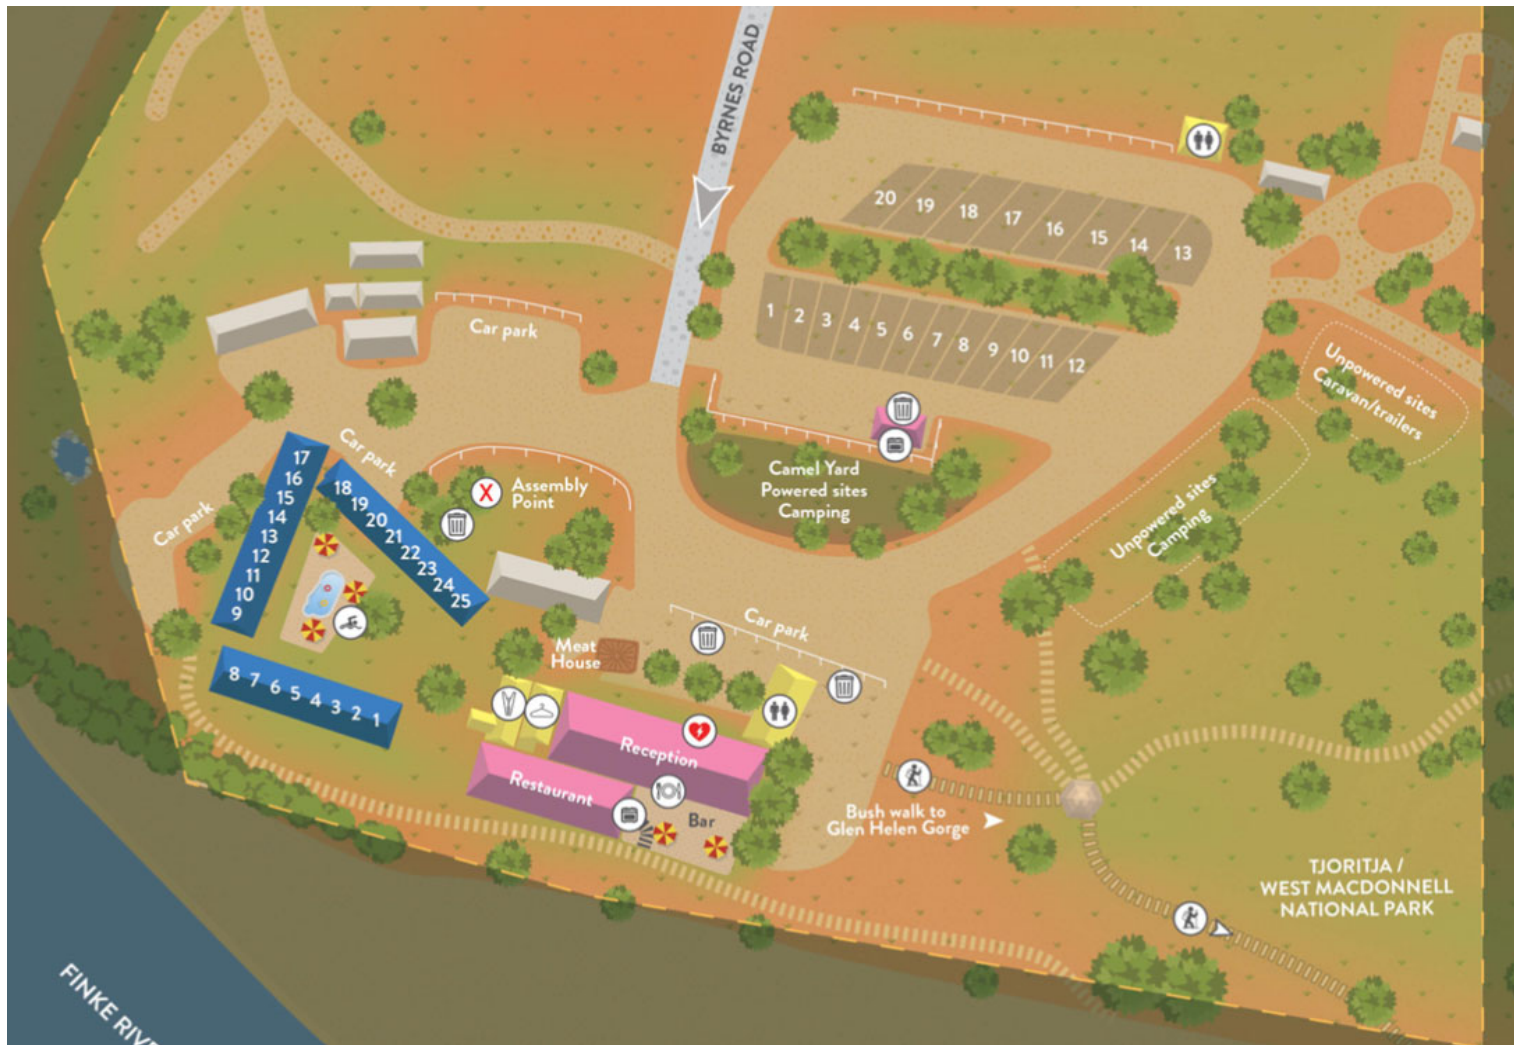 BYRNES ROAD
20
19
18
17
16
15
14
13
1
2
3
4
5
6
7
8
9
10
11
12
Car park
Unpowered sites
Caravan/trailers
Unpowered sites
Camping
Camel Yard
Powered sites
Camping
Car park
Car park
X
Assembly
Point
17
16
15
14
13
12
11
10
9
18
19
20
21
22
23
24
25
8 7 6 5 4 3 2 1
Meat
House
Car park
Reception
Restaurant
Bar
Bush walk to
Glen Helen Gorge
TJORITJA /
WEST MACDONNELL
NATIONAL PARK
FINKE RIVE